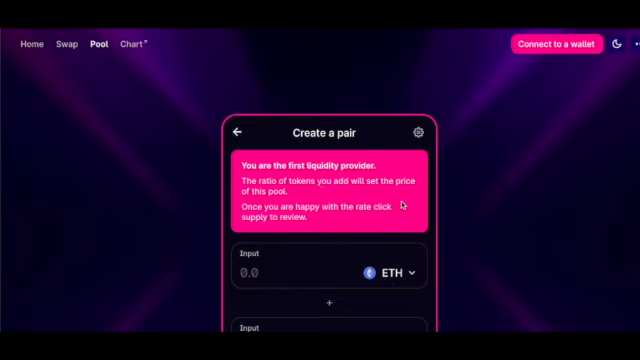 Home Swap Pool Chart↗ Connect to a wallet
Create a pair
You are the first liquidity provider.
The ratio of tokens you add will set the price
of this pool.
Once you are happy with the rate click
supply to review.
Input
0.0 ETH
+
Input